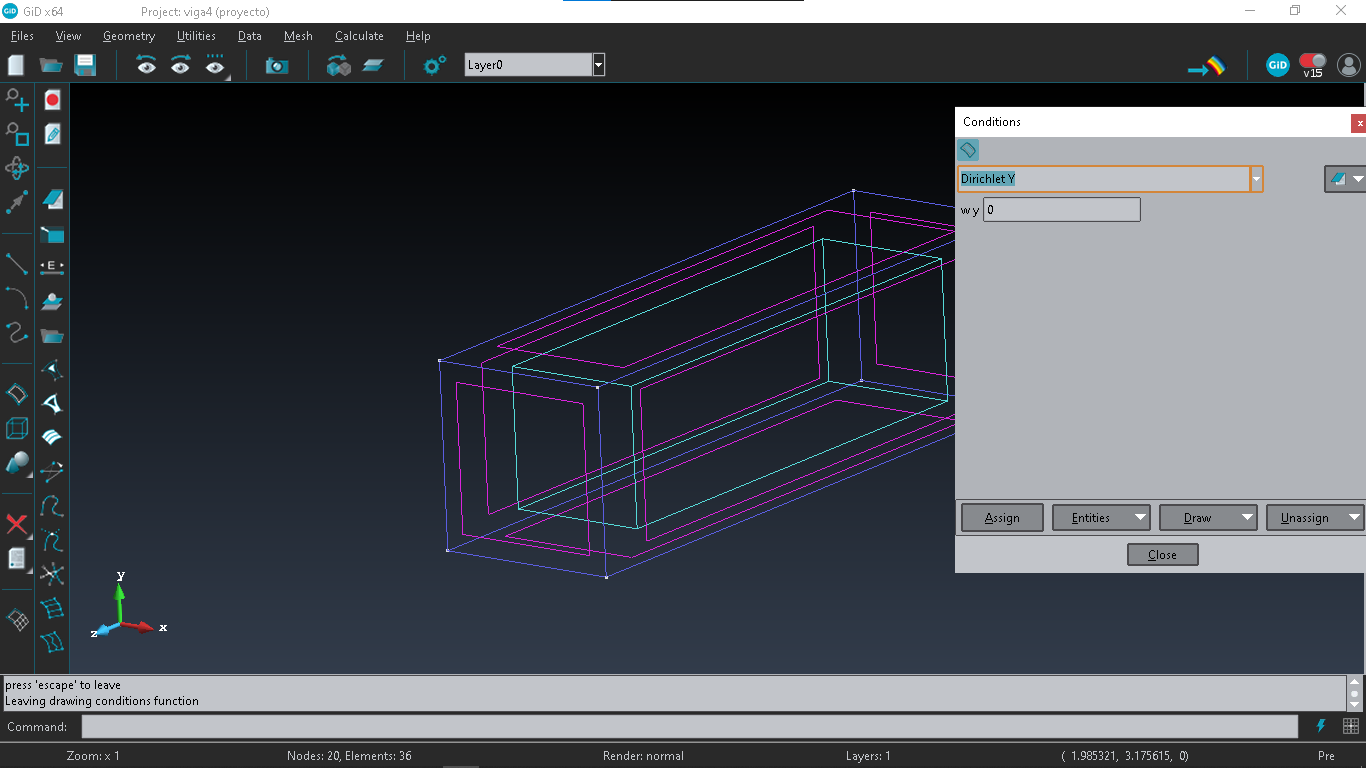 GiD x64 Project: viga4 (proyecto)
Files View Geometry Utilities Data Mesh Calculate Help
Layer0
GiD
v15
Conditions
x
Dirichlet Y
w y 0
E
Assign Entities Draw Unassign
Close
y
x
z
press 'escape' to leave
Leaving drawing conditions function
Command:
Zoom: x 1 Nodes: 20, Elements: 36 Render: normal Layers: 1 ( 1.985321, 3.175615, 0) Pre